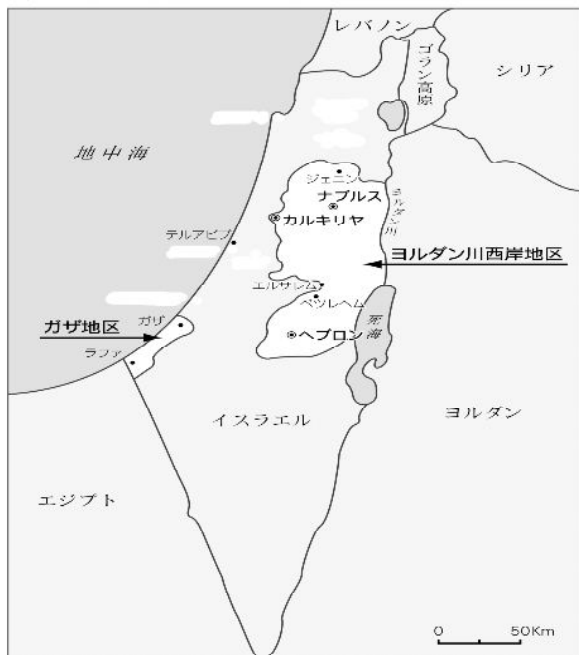 レバノン
ゴラン高原
シリア
地中海
ジェニン
ナブルス
ヨルダン川
カルキリヤ
テルアビブ
ヨルダン川西岸地区
エルサレム
ベツレヘム
ガザ地区
ガザ
死海
ヘブロン
ラファ
イスラエル
ヨルダン
エジプト
0 50Km